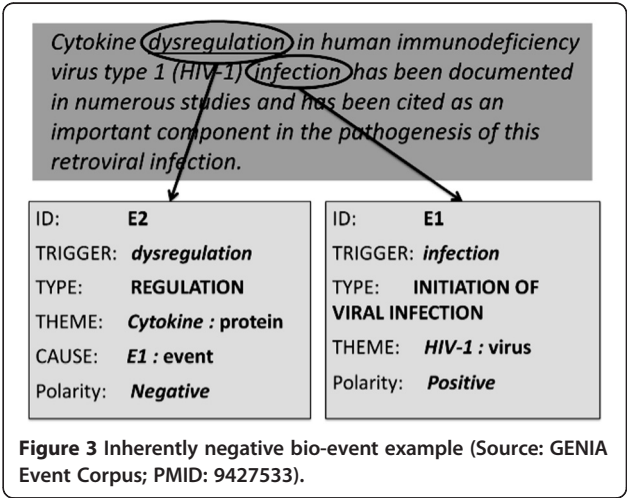 Cytokine dysregulation in human immunodeficiency
virus type 1 (HIV-1) infection has been documented
in numerous studies and has been cited as an
important component in the pathogenesis of this
retroviral infection.
ID: E2
TRIGGER: dysregulation
TYPE: REGULATION
THEME: Cytokine : protein
CAUSE: E1 : event
Polarity: Negative
ID: E1
TRIGGER: infection
TYPE: INITIATION OF
VIRAL INFECTION
THEME: HIV-1 : virus
Polarity: Positive
Figure 3 Inherently negative bio-event example (Source: GENIA
Event Corpus; PMID: 9427533).